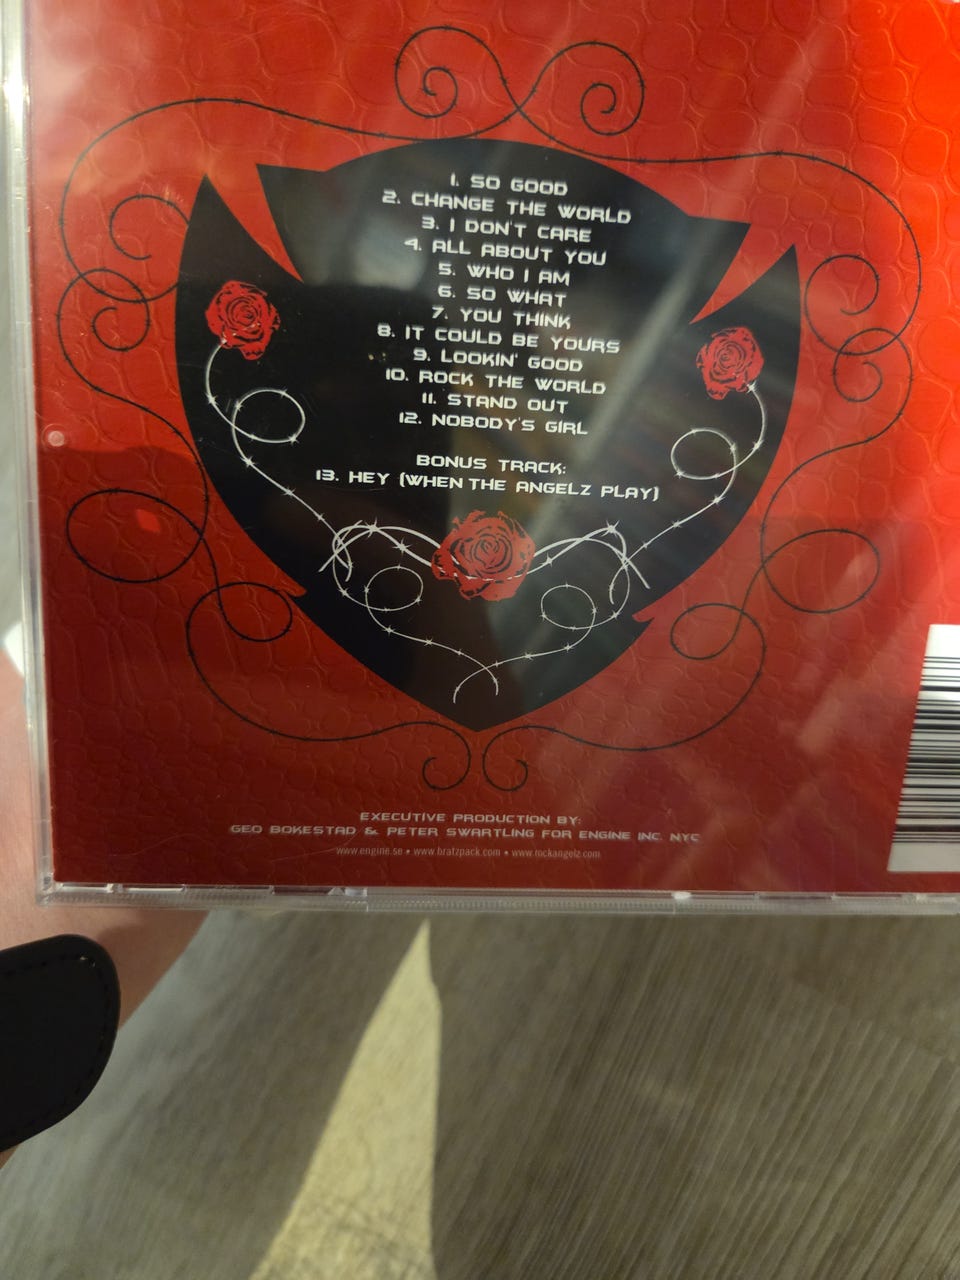 1. SO GOOD
2. CHANGE THE WORLD
3. I DON'T CARE
4. ALL ABOUT YOU
5. WHO I AM
6. SO WHAT
7. YOU THINK
8. IT COULD BE YOURS
9. LOOKIN' GOOD
10. ROCK THE WORLD
11. STAND OUT
12. NOBODY'S GIRL
BONUS TRACK:
13. HEY (WHEN THE ANGELZ PLAY)
EXECUTIVE PRODUCTION BY:
GEO BOKESTAD & PETER SWARTLING FOR ENGINE INC. NYC
www.engine.se • www.bratzpack.com • www.rockangelz.com